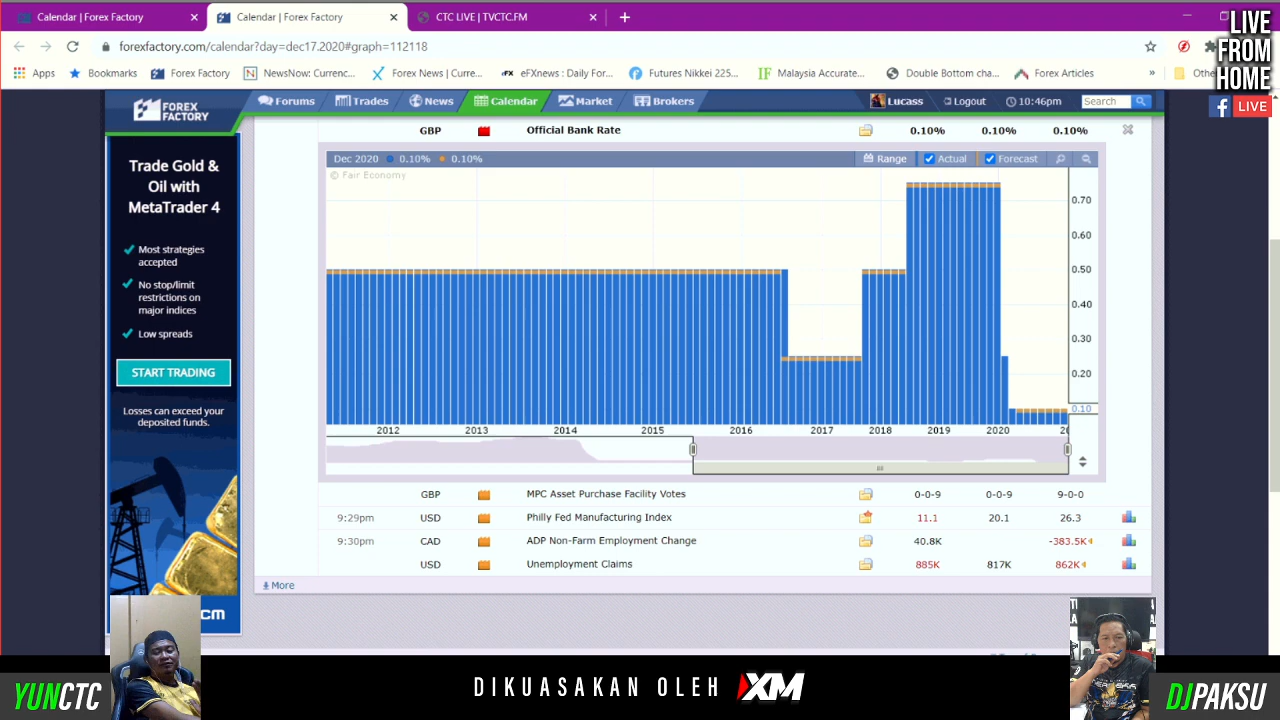 Calendar | Forex Factory
Calendar | Forex Factory
CTC LIVE | TVCTC.FM
LIVE
FROM
HOME
LIVE
forexfactory.com/calendar?day=dec17.2020#graph=112118
Apps
Bookmarks
Forex Factory
NewsNow: Currenc...
Forex News | Curre...
eFXnews : Daily For...
Futures Nikkei 225...
Malaysia Accurate...
Double Bottom cha...
Forex Articles
FOREX
FACTORY
Forums
Trades
News
Calendar
Market
Brokers
Lucass
Logout
10:46pm
Search
GBP Official Bank Rate 0.10% 0.10% 0.10%
Dec 2020 0.10% 0.10% Range Actual Forecast
© Fair Economy
0.70
0.60
0.50
0.40
0.30
0.20
0.10
2012 2013 2014 2015 2016 2017 2018 2019 2020
GBP MPC Asset Purchase Facility Votes 0-0-9 0-0-9 9-0-0
9:29pm USD Philly Fed Manufacturing Index 11.1 20.1 26.3
9:30pm CAD ADP Non-Farm Employment Change 40.8K -383.5K
USD Unemployment Claims 885K 817K 862K
More
Trade Gold &
Oil with
MetaTrader 4
Most strategies
accepted
No stop/limit
restrictions on
major indices
Low spreads
START TRADING
Losses can exceed your
deposited funds.
YUNCTC
DIKUASAKAN OLEH XM
DJPAKSU